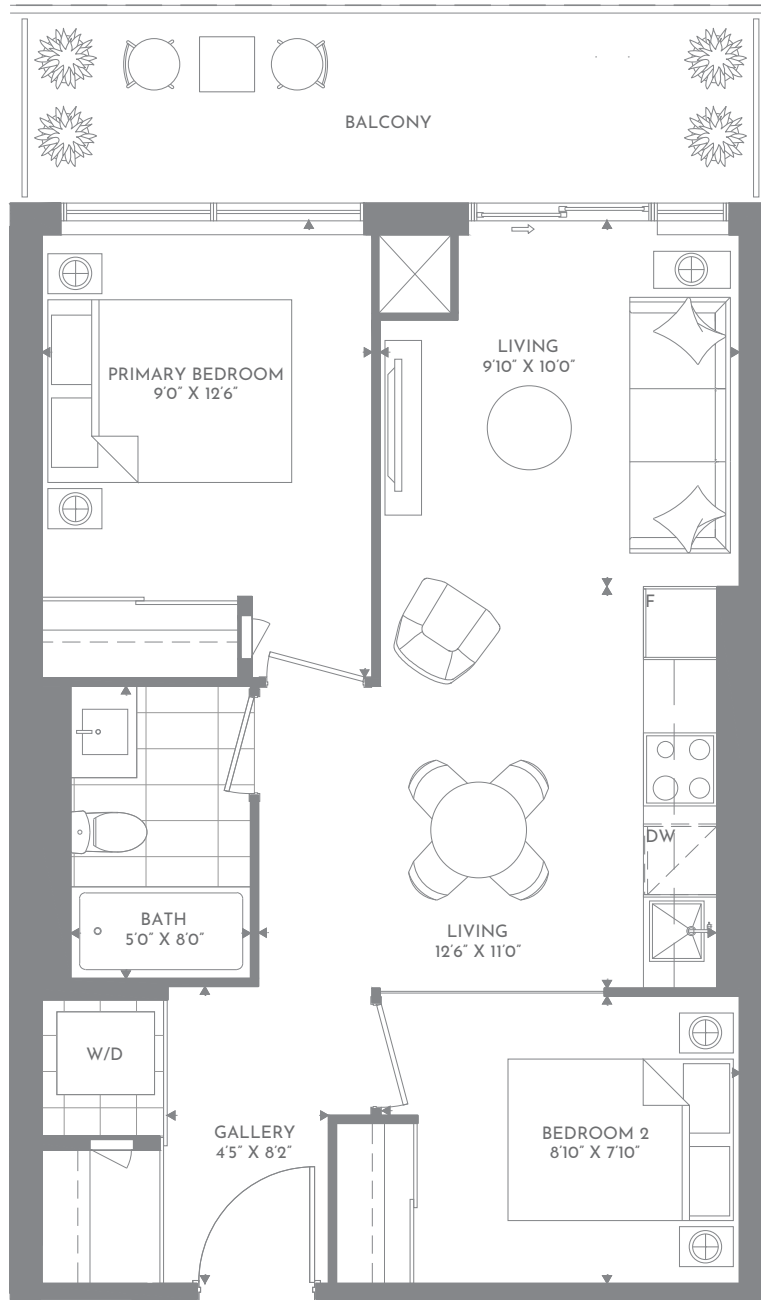 BALCONY
LIVING
9'10" X 10'0"
PRIMARY BEDROOM
9'0" X 12'6"
F
DW
BATH
5'0" X 8'0"
LIVING
12'6" X 11'0"
W/D
GALLERY
4'5" X 8'2"
BEDROOM 2
8'10" X 7'10"